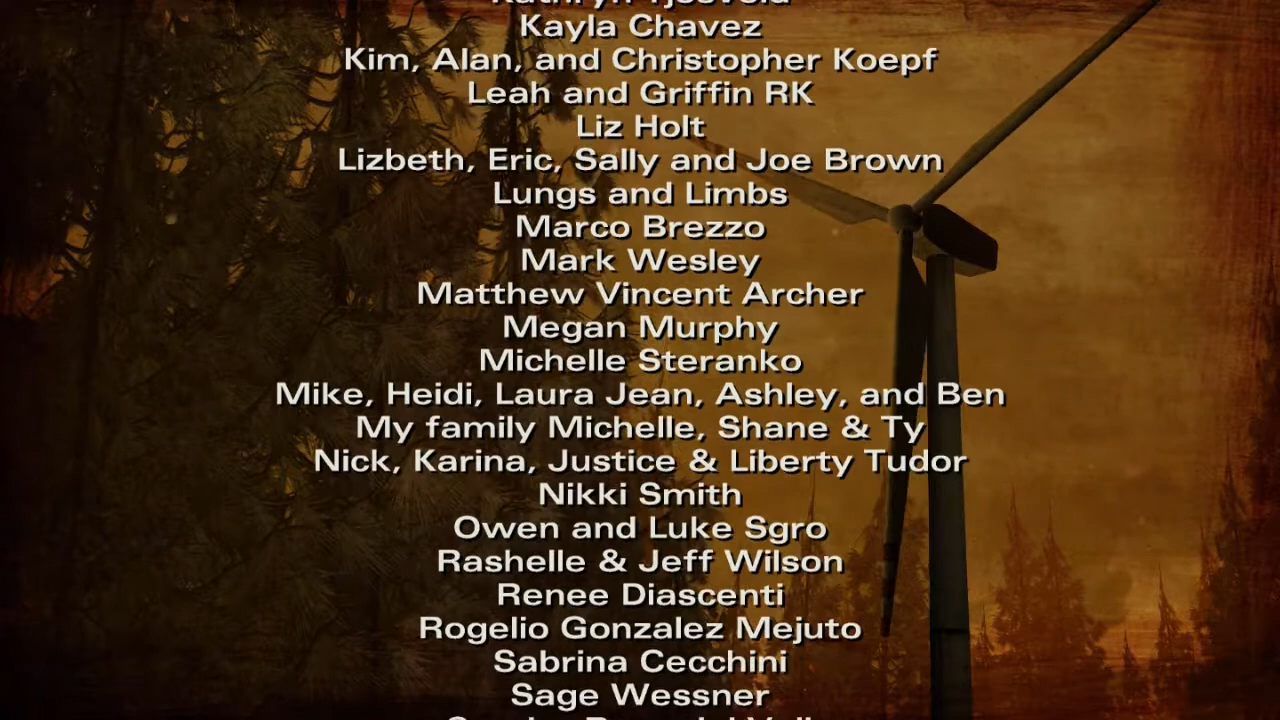 Kayla Chavez
Kim, Alan, and Christopher Koepf
Leah and Griffin RK
Liz Holt
Lizbeth, Eric, Sally and Joe Brown
Lungs and Limbs
Marco Brezzo
Mark Wesley
Matthew Vincent Archer
Megan Murphy
Michelle Steranko
Mike, Heidi, Laura Jean, Ashley, and Ben
My family Michelle, Shane & Ty
Nick, Karina, Justice & Liberty Tudor
Nikki Smith
Owen and Luke Sgro
Rashelle & Jeff Wilson
Renee Diascenti
Rogelio Gonzalez Mejuto
Sabrina Cecchini
Sage Wessner